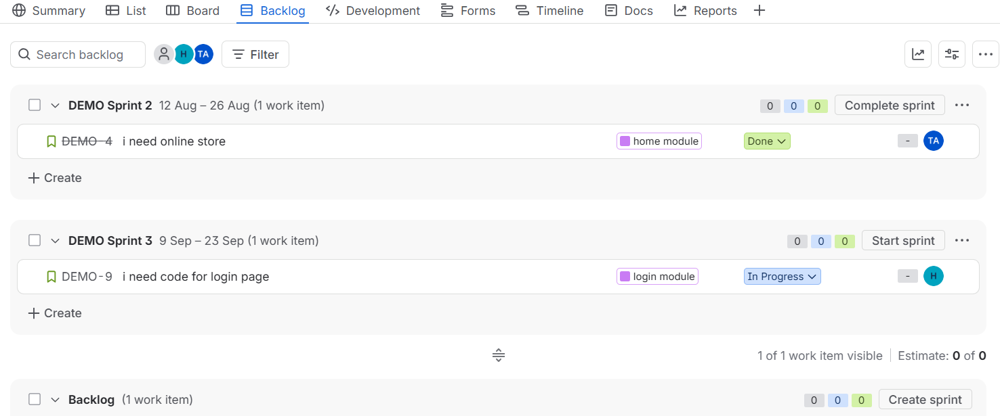 Summary List Board Backlog Development Forms Timeline Docs Reports
Search backlog H TA Filter
DEMO Sprint 2 12 Aug – 26 Aug (1 work item) 0 0 0 Complete sprint
DEMO-4 i need online store home module Done - TA
Create
DEMO Sprint 3 9 Sep – 23 Sep (1 work item) 0 0 0 Start sprint
DEMO-9 i need code for login page login module In Progress - H
Create
1 of 1 work item visible Estimate: 0 of 0
Backlog (1 work item) 0 0 0 Create sprint